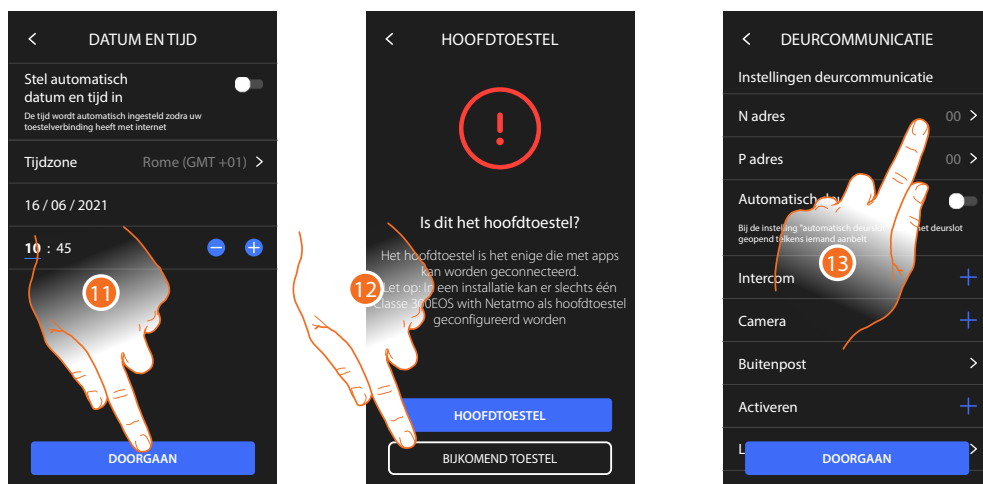 DATUM EN TIJD
Stel automatisch
datum en tijd in
De tijd wordt automatisch ingesteld zodra uw
toestelverbinding heeft met internet
Tijdzone Rome (GMT +01)
16 / 06 / 2021
10 : 45
11
DOORGAAN
HOOFDTOESTEL
Is dit het hoofdtoestel?
Het hoofdtoestel is het enige die met apps
kan worden geconnecteerd.
Let op: In een installatie kan er slechts één
Classe 300EOS with Netatmo als hoofdtoestel
geconfigureerd worden
12
HOOFDTOESTEL
BIJKOMEND TOESTEL
DEURCOMMUNICATIE
Instellingen deurcommunicatie
N adres 00
P adres 00
Automatisch
Bij de instelling "automatisch het deurslot
geopend telkens iemand aanbelt
13
Intercom
Camera
Buitenpost
Activeren
L
DOORGAAN